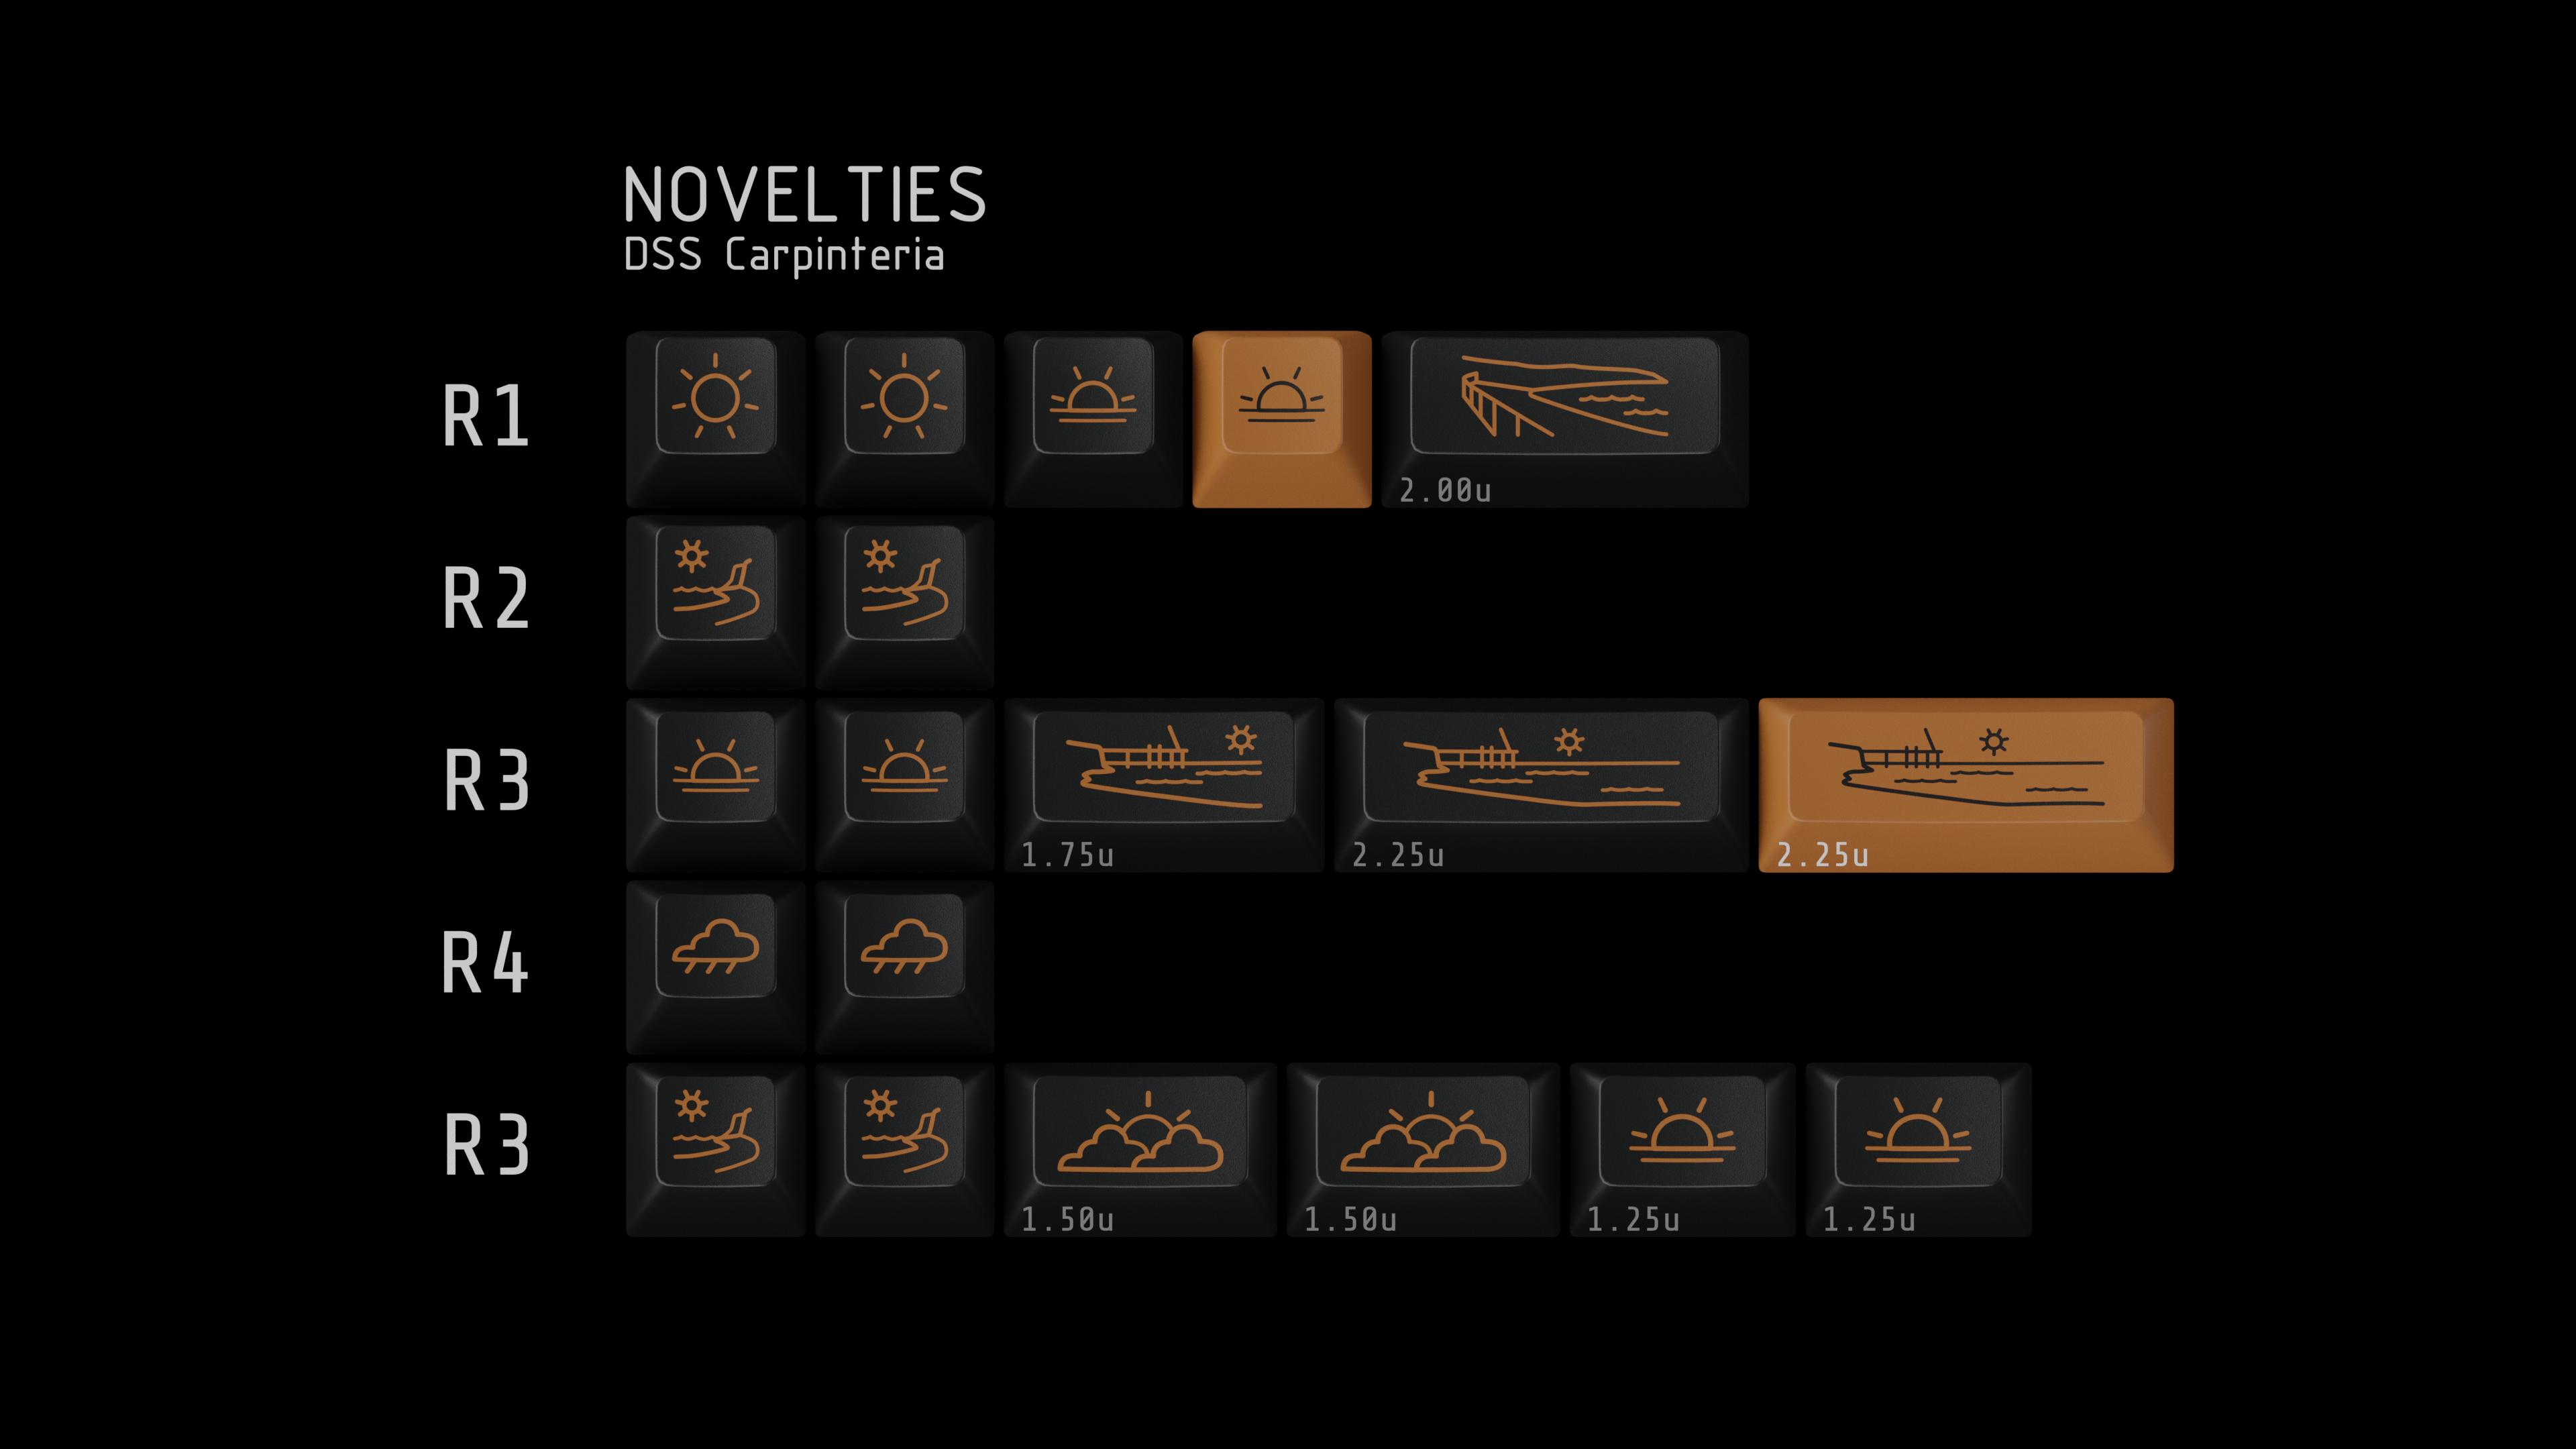 NOVELTIES
DSS Carpinteria
R1
2.00u
R2
R3
1.75u 2.25u 2.25u
R4
R3
1.50u 1.50u 1.25u 1.25u